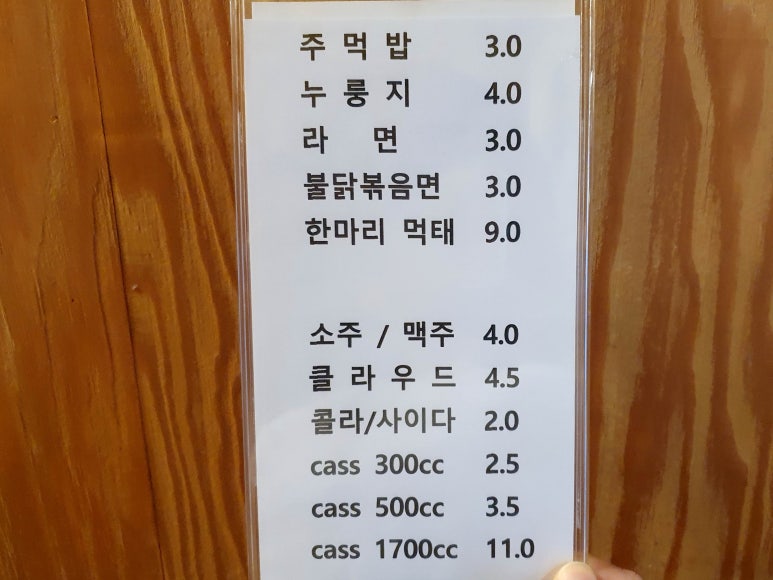 주 먹 밥 3.0
누 룽 지 4.0
라 면 3.0
불닭볶음면 3.0
한마리 먹태 9.0
소주 / 맥주 4.0
클 라 우 드 4.5
콜라/사이다 2.0
cass 300cc 2.5
cass 500cc 3.5
cass 1700cc 11.0